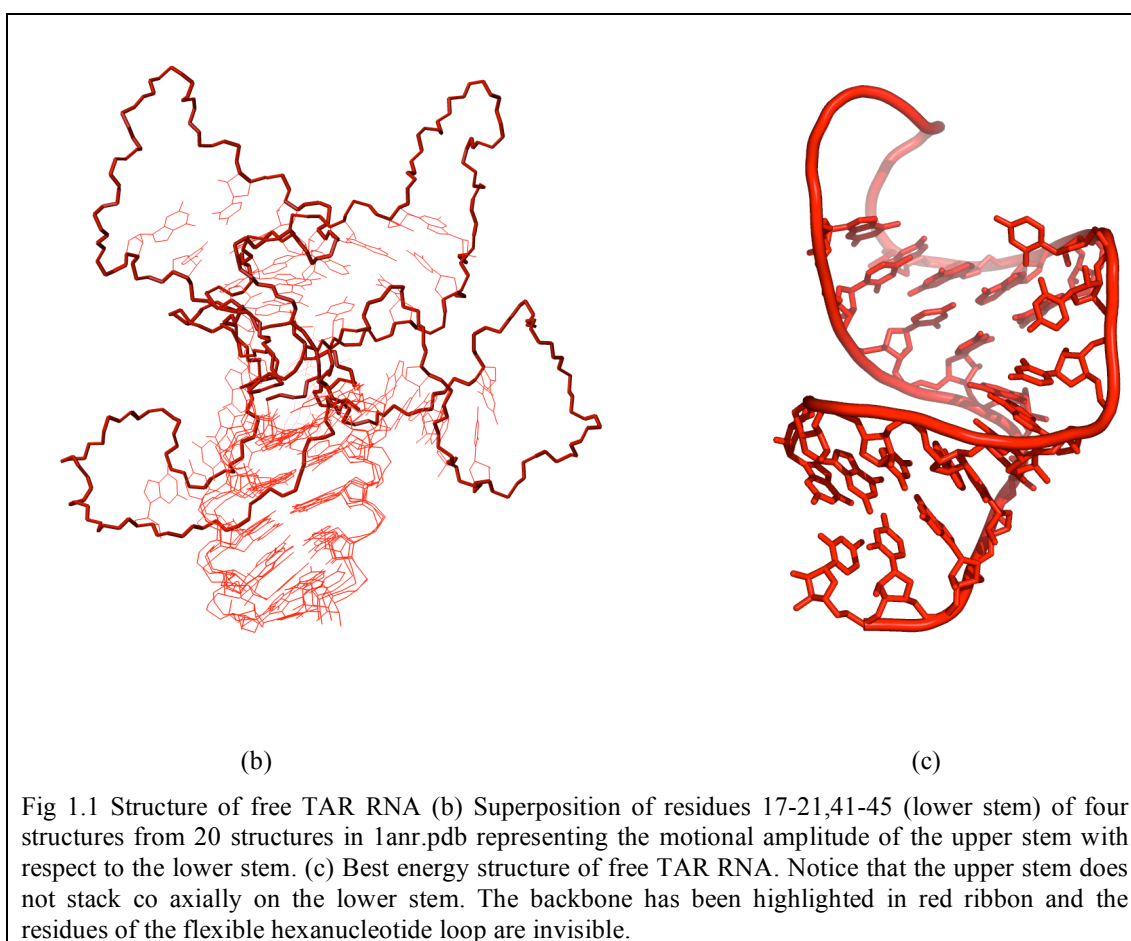 (b)
(c)
Fig 1.1 Structure of free TAR RNA (b) Superposition of residues 17-21,41-45 (lower stem) of four
structures from 20 structures in 1anr.pdb representing the motional amplitude of the upper stem with
respect to the lower stem. (c) Best energy structure of free TAR RNA. Notice that the upper stem does
not stack co axially on the lower stem. The backbone has been highlighted in red ribbon and the
residues of the flexible hexanucleotide loop are invisible.